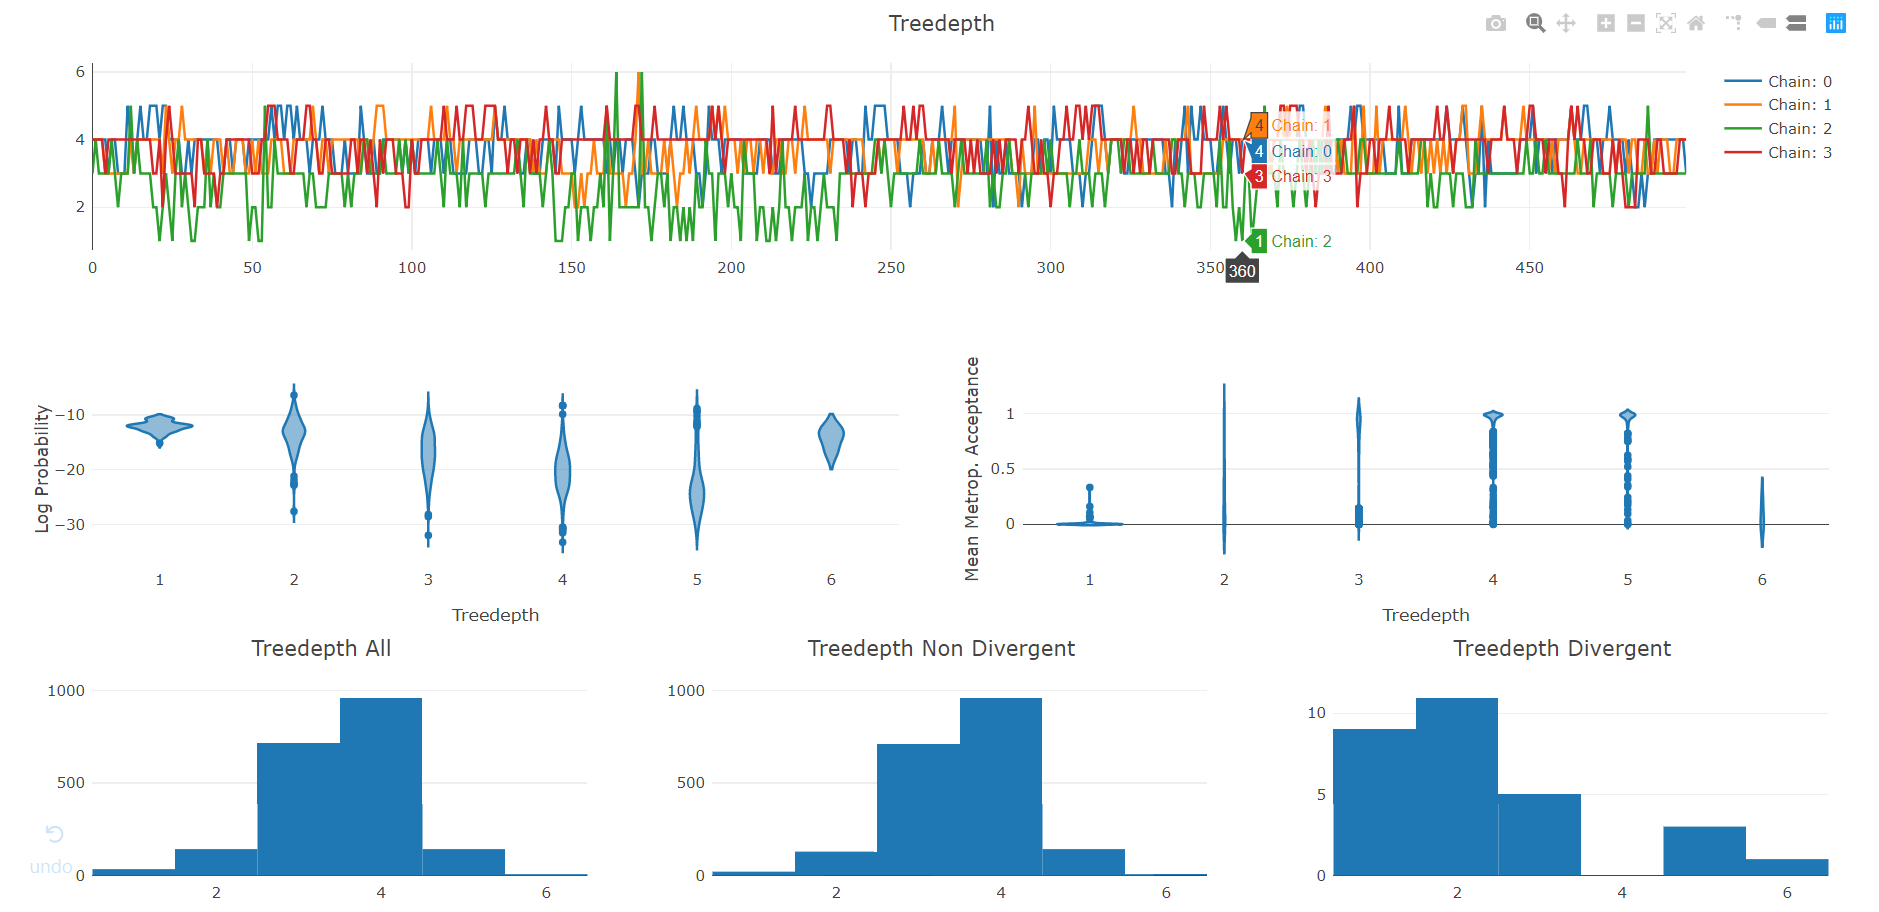 Treedepth
Chain: 0
Chain: 1
Chain: 2
Chain: 3
6
4
2
4 Chain: 1
4 Chain: 0
3 Chain: 3
1 Chain: 2
0 50 100 150 200 250 300 350 400 450
360
Log Probability
−10
−20
−30
1 2 3 4 5 6
Treedepth
Mean Metrop. Acceptance
1
0.5
0
1 2 3 4 5 6
Treedepth
Treedepth All
1000
500
0
2 4 6
undo
Treedepth Non Divergent
1000
500
0
2 4 6
Treedepth Divergent
10
5
0
2 4 6